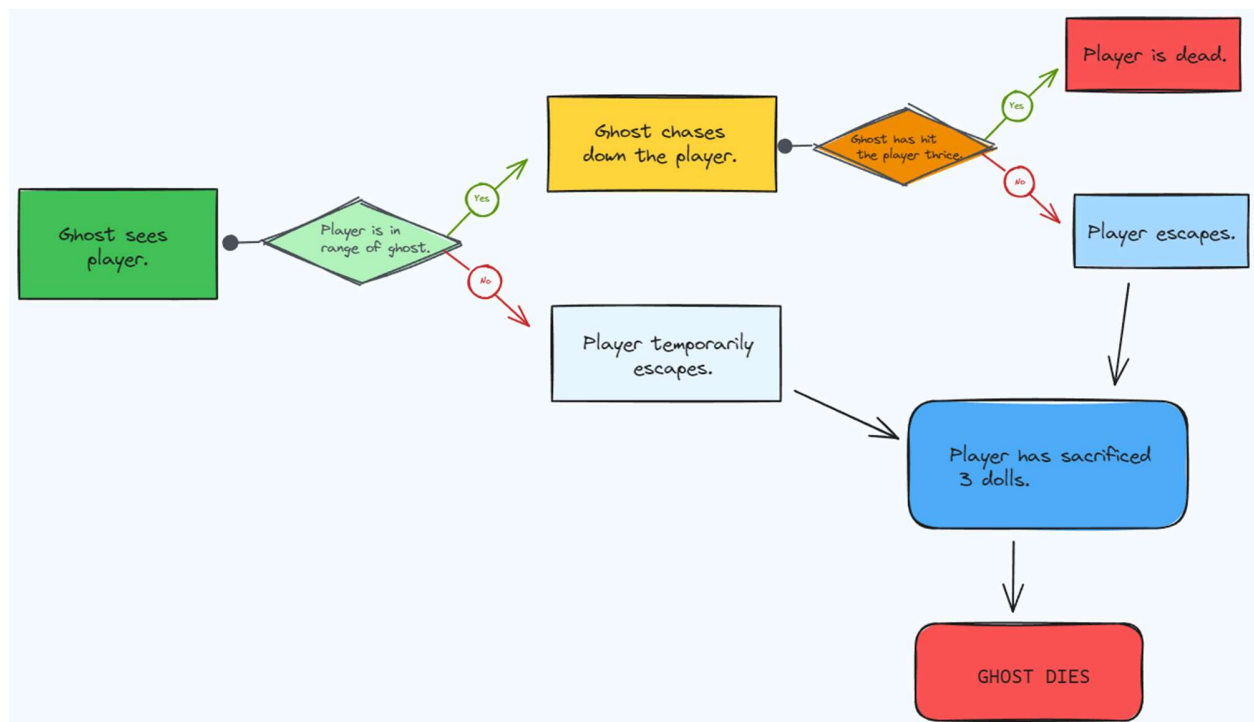 Ghost sees
player.
Player is in
range of ghost.
Yes
No
Ghost chases
down the player.
Player temporarily
escapes.
Ghost has hit
the player thrice.
Yes
No
Player is dead.
Player escapes.
Player has sacrificed
3 dolls.
GHOST DIES